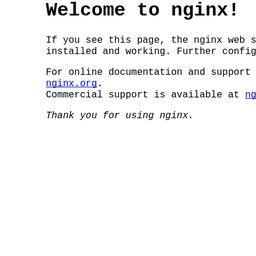 Welcome to nginx!
If you see this page, the nginx web s
installed and working. Further config
For online documentation and support
nginx.org.
Commercial support is available at ng
Thank you for using nginx.